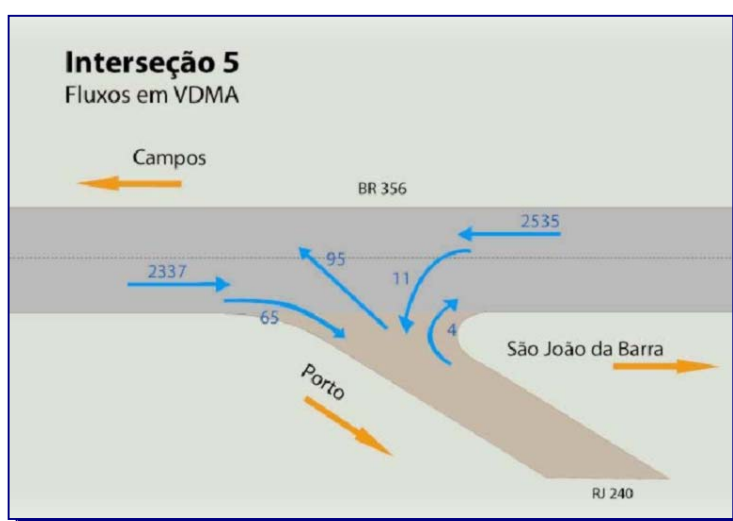 Interseção 5
Fluxos em VDMA
Campos
BR 356
2535
95
11
2337
65
4
São João da Barra
Porto
RJ 240